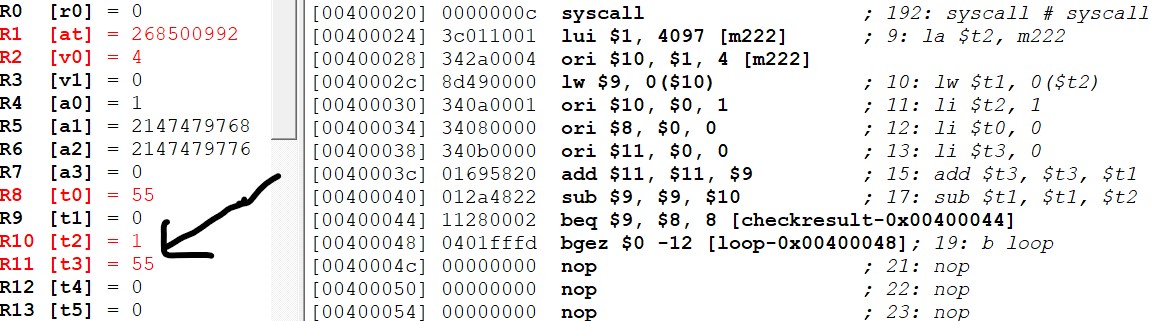 R0 [r0] = 0
R1 [at] = 268500992
R2 [v0] = 4
R3 [v1] = 0
R4 [a0] = 1
R5 [a1] = 2147479768
R6 [a2] = 2147479776
R7 [a3] = 0
R8 [t0] = 55
R9 [t1] = 0
R10 [t2] = 1
R11 [t3] = 55
R12 [t4] = 0
R13 [t5] = 0
[00400020] 0000000c syscall ; 192: syscall # syscall
[00400024] 3c011001 lui $1, 4097 [m222] ; 9: la $t2, m222
[00400028] 342a0004 ori $10, $1, 4 [m222]
[0040002c] 8d490000 lw $9, 0($10) ; 10: lw $t1, 0($t2)
[00400030] 340a0001 ori $10, $0, 1 ; 11: li $t2, 1
[00400034] 34080000 ori $8, $0, 0 ; 12: li $t0, 0
[00400038] 340b0000 ori $11, $0, 0 ; 13: li $t3, 0
[0040003c] 01695820 add $11, $11, $9 ; 15: add $t3, $t3, $t1
[00400040] 012a4822 sub $9, $9, $10 ; 17: sub $t1, $t1, $t2
[00400044] 11280002 beq $9, $8, 8 [checkresult-0x00400044]
[00400048] 0401fffd bgez $0 -12 [loop-0x00400048]; 19: b loop
[0040004c] 00000000 nop ; 21: nop
[00400050] 00000000 nop ; 22: nop
[00400054] 00000000 nop ; 23: nop